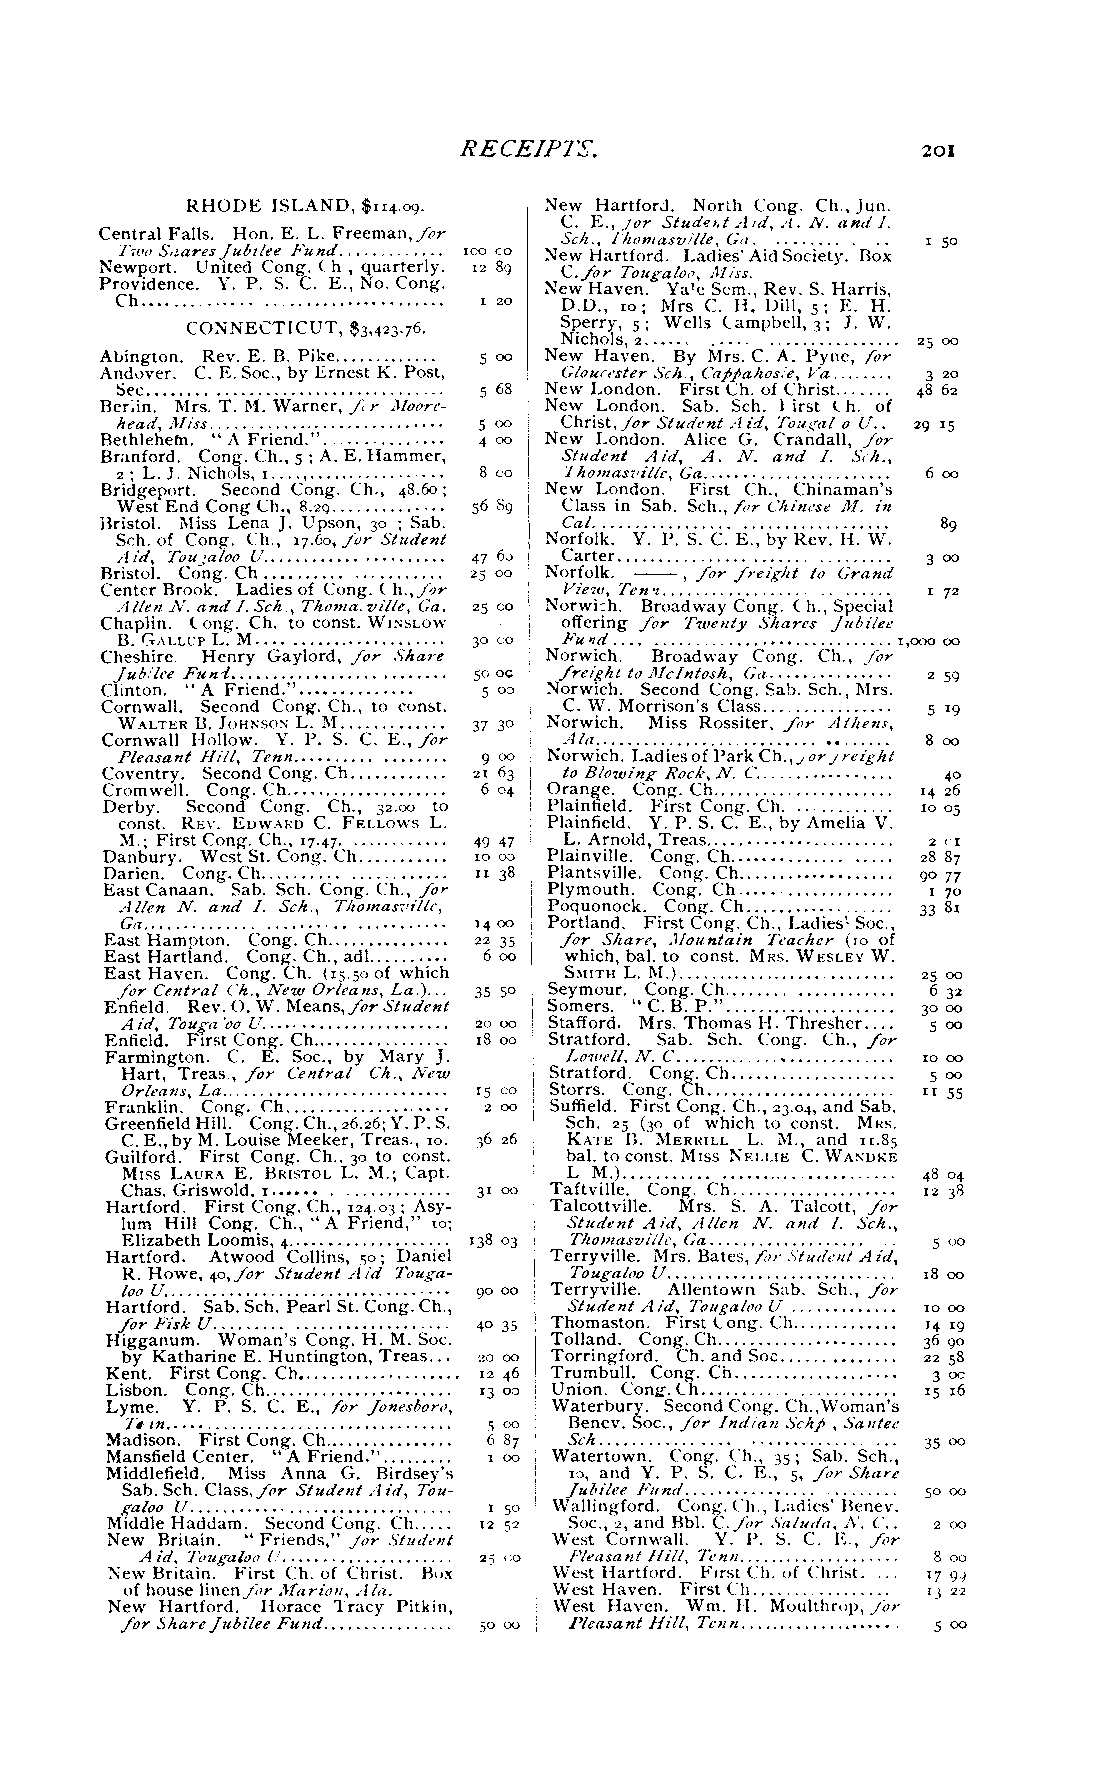 RECEIPTS. 201
RHODE ISLAND, $114.09.
Central Falls. Hon. E. L. Freeman, for
Two Shares Jubilee Fund............. 100 00
Newport. United Cong. Ch, quarterly. 12 89
Providence. Y. P. S. C. E., No. Cong.
Ch..................................... 1 20
CONNECTICUT, $3,423.76.
Abington. Rev. E. B. Pike............. 5 00
Andover. C. E. Soc., by Ernest K. Post,
Sec..................................... 5 68
Berlin. Mrs. T. M. Warner, for Moore-
head, Miss............................. 5 00
Bethlehem. "A Friend."............... 4 00
Branford. Cong. Ch., 5; A. E. Hammer,
2; L. J. Nichols, 1..................... 8 00
Bridgeport. Second Cong. Ch., 48.60;
West End Cong Ch., 8.29.............. 56 89
Bristol. Miss Lena J. Upson, 30; Sab.
Sch. of Cong. Ch., 17.60, for Student
Aid, Tougaloo U....................... 47 60
Bristol. Cong. Ch...................... 25 00
Center Brook. Ladies of Cong. Ch., for
Allen N. and I. Sch., Thomasville, Ga. 25 00
Chaplin. Cong. Ch. to const. WINSLOW
B. GALLUP L. M....................... 30 00
Cheshire. Henry Gaylord, for Share
Jubilee Fund........................... 50 00
Clinton. "A Friend.".............. 5 00
Cornwall. Second Cong. Ch., to const.
WALTER B. JOHNSON L. M............. 37 30
Cornwall Hollow. Y. P. S. C. E., for
Pleasant Hill, Tenn................... 9 00
Coventry. Second Cong. Ch............ 21 63
Cromwell. Cong. Ch.................... 6 04
Derby. Second Cong. Ch., 32.00 to
const. REV. EDWARD C. FELLOWS L.
M.; First Cong. Ch., 17.47. ............ 49 47
Danbury. West St. Cong. Ch........... 10 00
Darien. Cong. Ch....................... 11 38
East Canaan. Sab. Sch. Cong. Ch., for
Allen N. and I. Sch., Thomasville,
Ga....................................... 14 00
East Hampton. Cong. Ch............... 22 35
East Hartland. Cong. Ch., adl.......... 6 00
East Haven. Cong. Ch. (15.50 of which
for Central Ch., New Orleans, La.)... 35 50
Enfield. Rev. O. W. Means, for Student
Aid, Tougaloo U....................... 20 00
Enfield. First Cong. Ch................ 18 00
Farmington. C. E. Soc., by Mary J.
Hart, Treas., for Central Ch., New
Orleans, La............................ 15 00
Franklin. Cong. Ch.................... 2 00
Greenfield Hill. Cong. Ch., 26.26; Y. P. S.
C. E., by M. Louise Meeker, Treas., 10. 36 26
Guilford. First Cong. Ch., 30 to const.
MISS LAURA E. BRISTOL L. M.; Capt.
Chas. Griswold, 1...................... 31 00
Hartford. First Cong. Ch., 124.03; Asy-
lum Hill Cong. Ch., "A Friend," 10;
Elizabeth Loomis, 4.................... 138 03
Hartford. Atwood Collins, 50; Daniel
R. Howe, 40, for Student Aid Touga-
loo U................................... 90 00
Hartford. Sab. Sch. Pearl St. Cong. Ch.,
for Fisk U............................. 40 35
Higganum. Woman's Cong. H. M. Soc.
by Katharine E. Huntington, Treas... 20 00
Kent. First Cong. Ch.................... 12 46
Lisbon. Cong. Ch....................... 13 00
Lyme. Y. P. S. C. E., for Jonesboro,
Tenn................................... 5 00
Madison. First Cong. Ch............... 6 87
Mansfield Center. "A Friend."......... 1 00
Middlefield. Miss Anna G. Birdsey's
Sab. Sch. Class, for Student Aid, Tou-
galoo U................................ 1 50
Middle Haddam. Second Cong. Ch..... 12 52
New Britain. "Friends," for Student
Aid, Tougaloo U..................... 25 00
New Britain. First Ch. of Christ. Box
of house linen for Marion, Ala.
New Hartford. Horace Tracy Pitkin,
for Share Jubilee Fund................ 50 00
New Hartford. North Cong. Ch., Jun.
C. E., for Student Aid, A. N. and I.
Sch., Thomasville, Ga. ............. 1 50
New Hartford. Ladies' Aid Society. Box
C. for Tougaloo, Miss.
New Haven. Yale Sem., Rev. S. Harris,
D.D., 10; Mrs C. H. Dill, 5; E. H.
Sperry, 5; Wells Campbell, 3; J. W.
Nichols, 2............................... 25 00
New Haven. By Mrs. C. A. Pyne, for
Gloucester Sch., Cappahosic, Va........ 3 20
New London. First Ch. of Christ....... 48 62
New London. Sab. Sch. First Ch. of
Christ, for Student Aid, Tougaloo U.. 29 15
New London. Alice G. Crandall, for
Student Aid, A. N. and I. Sch.,
Thomasville, Ga....................... 6 00
New London. First Ch., Chinaman's
Class in Sab. Sch., for Chinese M. in
Cal..................................... 89
Norfolk. Y. P. S. C. E., by Rev. H. W.
Carter.................................. 3 00
Norfolk. ——, for freight to Grand
View, Tenn............................ 1 72
Norwich. Broadway Cong. Ch., Special
offering for Twenty Shares Jubilee
Fund...................................1,000 00
Norwich. Broadway Cong. Ch., for
freight to McIntosh, Ga............... 2 59
Norwich. Second Cong. Sab. Sch., Mrs.
C. W. Morrison's Class................ 5 19
Norwich. Miss Rossiter, for Athens,
Ala..................................... 8 00
Norwich. Ladies of Park Ch., for freight
to Blowing Rock, N. C................. 40
Orange. Cong. Ch...................... 14 26
Plainfield. First Cong. Ch. ............ 10 05
Plainfield. Y. P. S. C. E., by Amelia V.
L. Arnold, Treas....................... 2 01
Plainville. Cong. Ch.................... 28 87
Plantsville. Cong. Ch................... 90 77
Plymouth. Cong. Ch.................... 1 70
Poquonock. Cong. Ch.................. 33 81
Portland. First Cong. Ch., Ladies' Soc.,
for Share, Mountain Teacher (10 of
which, bal. to const. MRS. WESLEY W.
SMITH L. M.).......................... 25 00
Seymour. Cong. Ch..................... 6 32
Somers. "C. B. P."..................... 30 00
Stafford. Mrs. Thomas H. Thresher.... 5 00
Stratford. Sab. Sch. Cong. Ch., for
Lowell, N. C........................... 10 00
Stratford. Cong. Ch.................... 5 00
Storrs. Cong. Ch....................... 11 55
Suffield. First Cong. Ch., 23.04, and Sab.
Sch. 25 (30 of which to const. MRS.
KATE B. MERRILL L. M., and 11.85
bal. to const. MISS NELLIE C. WANDKE
L M.).................................. 48 04
Taftville. Cong. Ch.................... 12 38
Talcottville. Mrs. S. A. Talcott, for
Student Aid, Allen N. and I. Sch.,
Thomasville, Ga...................... 5 00
Terryville. Mrs. Bates, for Student Aid,
Tougaloo U............................ 18 00
Terryville. Allentown Sab. Sch., for
Student Aid, Tougaloo U ............. 10 00
Thomaston. First Cong. Ch............. 14 19
Tolland. Cong. Ch...................... 36 90
Torringford. Ch. and Soc............... 22 58
Trumbull. Cong. Ch.................... 3 00
Union. Cong. Ch........................ 15 16
Waterbury. Second Cong. Ch., Woman's
Benev. Soc., for Indian Schp, Santee
Sch..................................... 35 00
Watertown. Cong. Ch., 35; Sab. Sch.,
10, and Y. P. S. C. E., 5, for Share
Jubilee Fund.......................... 50 00
Wallingford. Cong. Ch., Ladies' Benev.
Soc., 2, and Bbl. C. for Saluda, N. C.. 2 00
West Cornwall. Y. P. S. C. E., for
Pleasant Hill, Tenn.................... 8 00
West Hartford. First Ch. of Christ. ... 17 94
West Haven. First Ch................. 13 22
West Haven. Wm. H. Moulthrop, for
Pleasant Hill, Tenn.................... 5 00